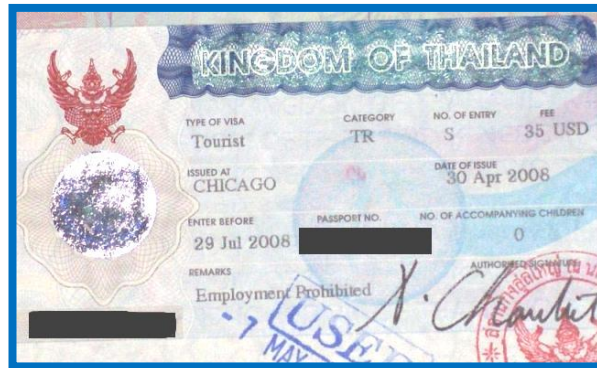 KINGDOM OF THAILAND
TYPE OF VISA CATEGORY NO. OF ENTRY FEE
Tourist TR S 35 USD
ISSUED AT DATE OF ISSUE
CHICAGO 30 Apr 2008
ENTER BEFORE PASSPORT NO. NO. OF ACCOMPANYING CHILDREN
29 Jul 2008 0
REMARKS AUTHORISED SIGNATURE
Employment Prohibited
USED
-7 MAY